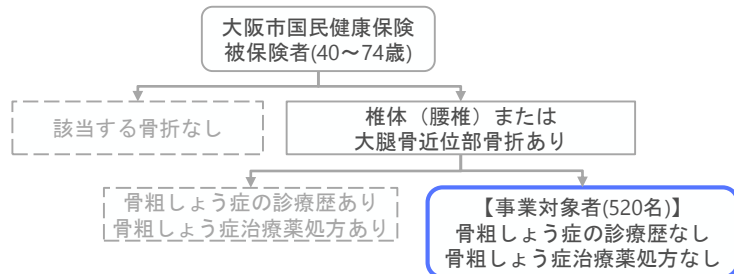 大阪市国民健康保険
被保険者(40～74歳)
該当する骨折なし
椎体（腰椎）または
大腿骨近位部骨折あり
骨粗しょう症の診療歴あり
骨粗しょう症治療薬処方あり
【事業対象者(520名)】
骨粗しょう症の診療歴なし
骨粗しょう症治療薬処方なし